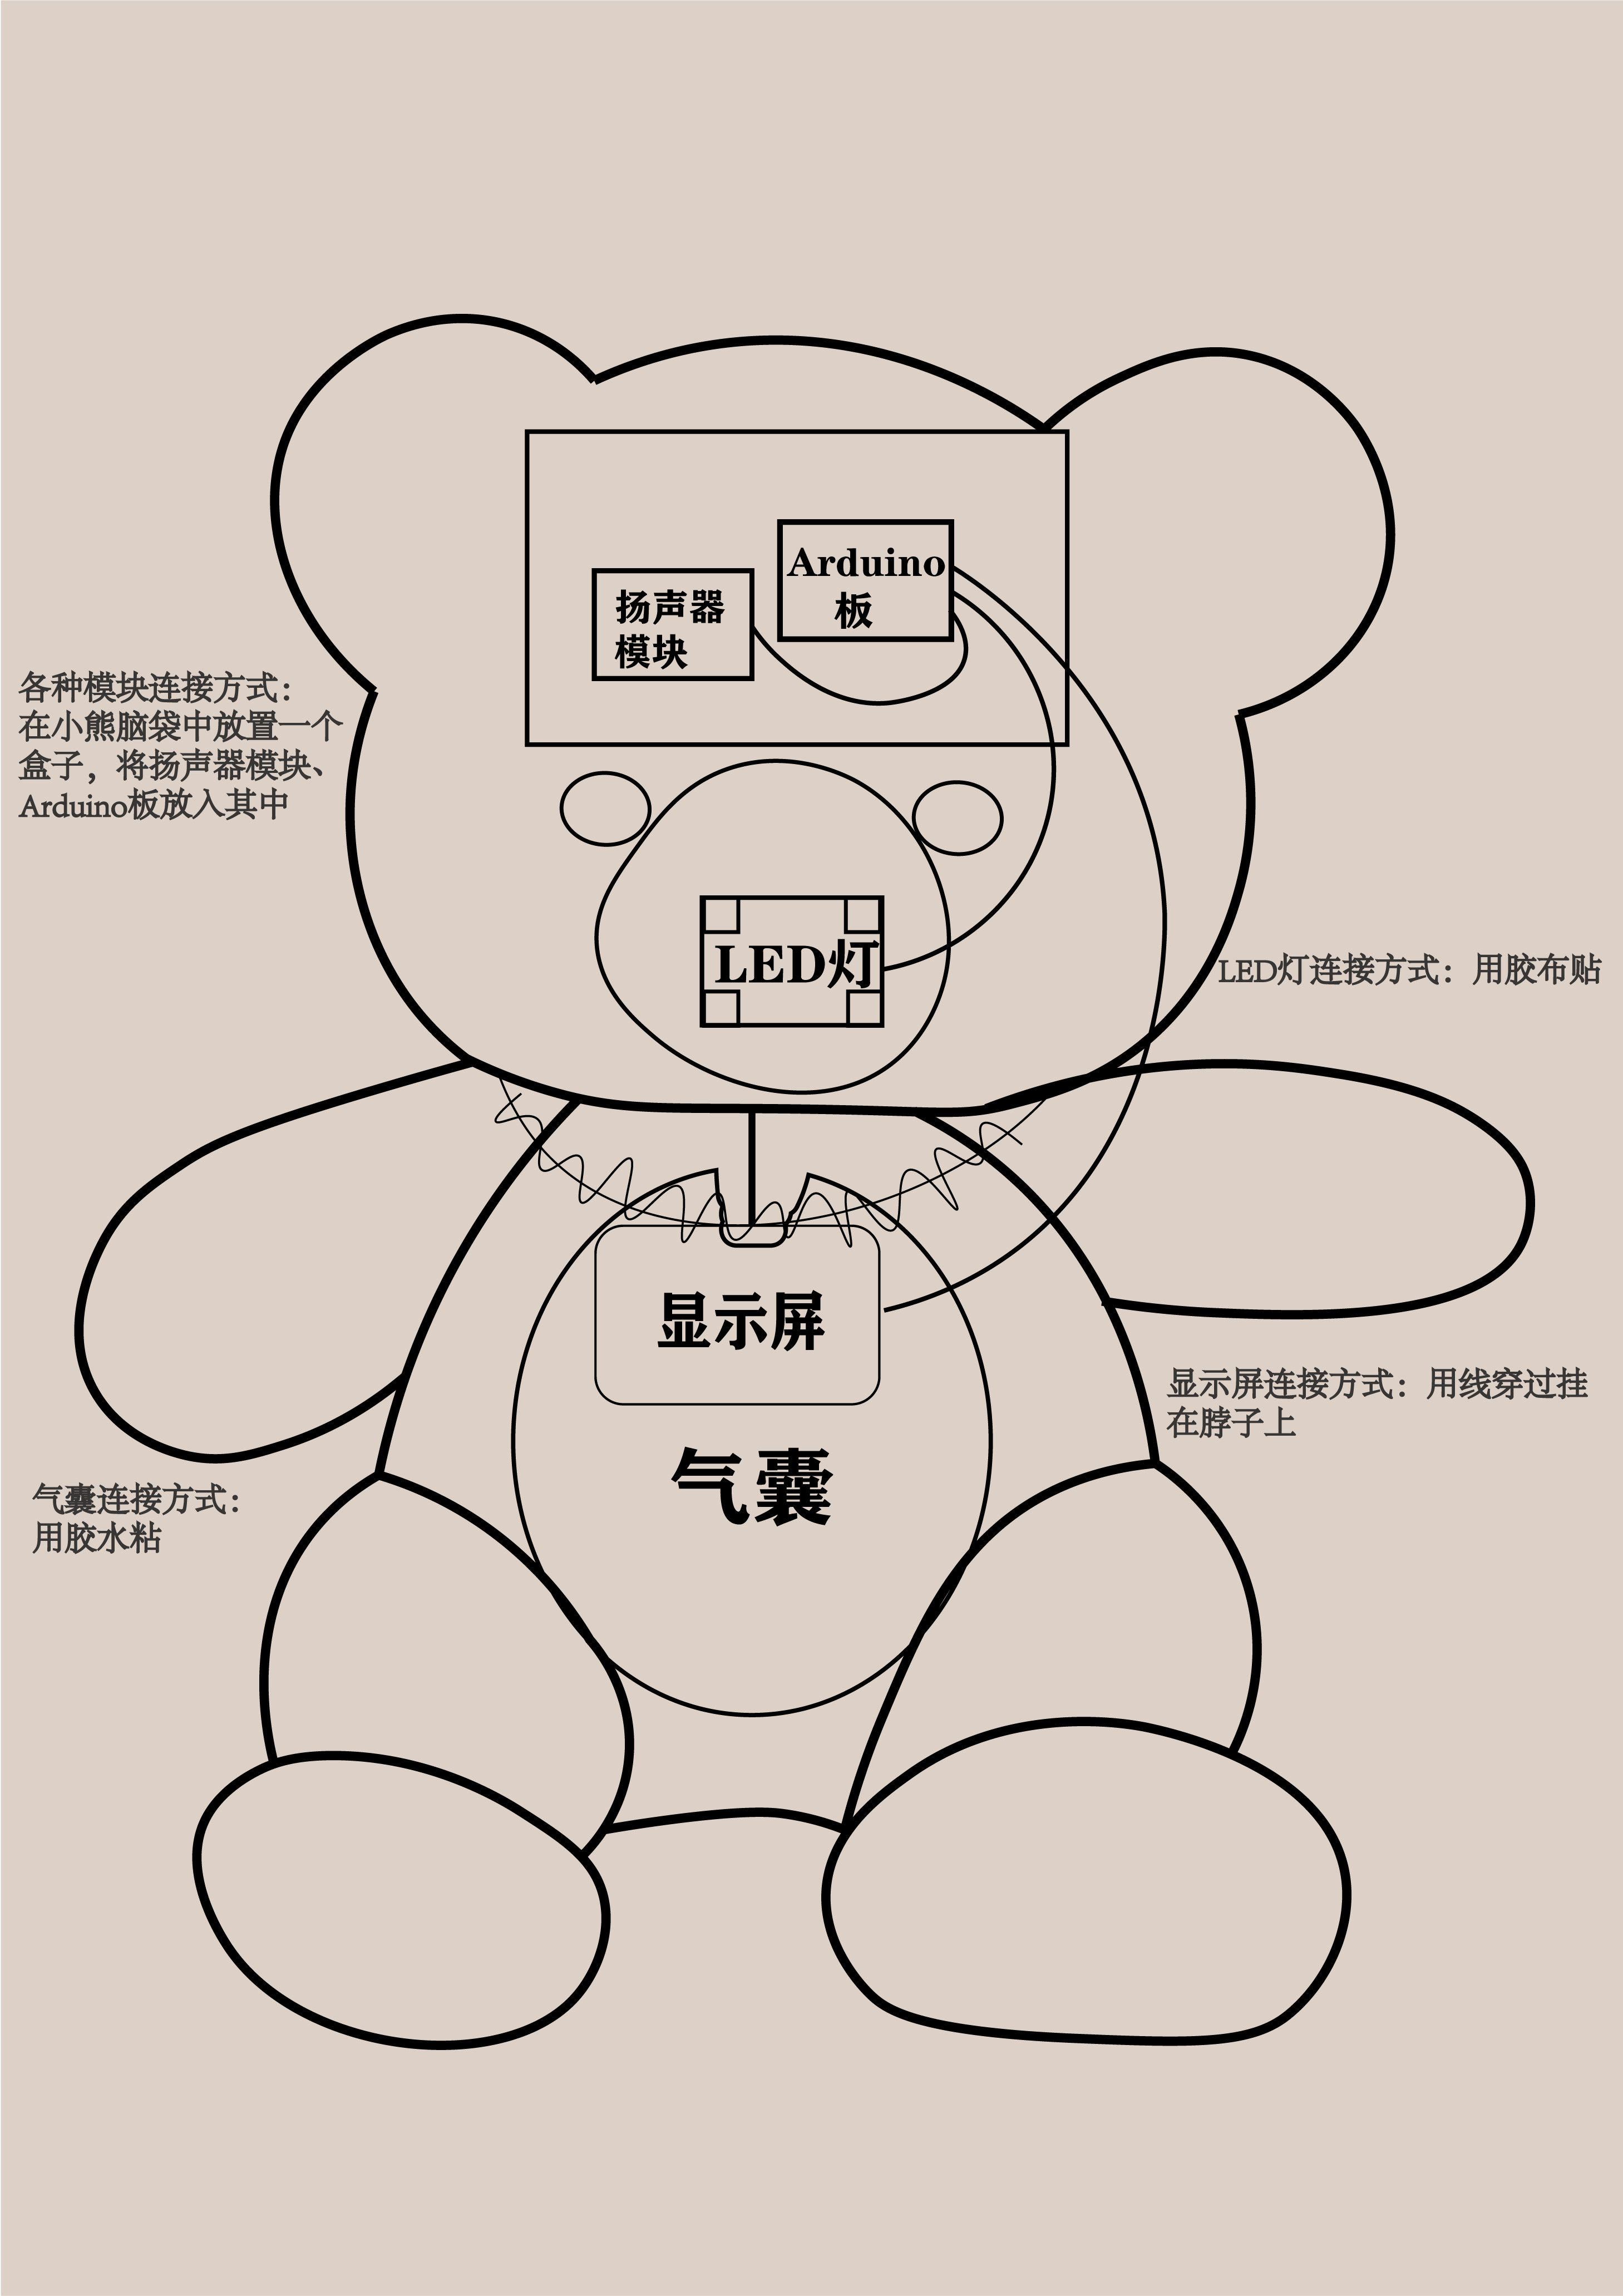 Arduino
板
扬声器
模块
各种模块连接方式：
在小熊脑袋中放置一个
盒子，将扬声器模块、
Arduino板放入其中
LED灯
LED灯连接方式：用胶布贴
显示屏
显示屏连接方式：用线穿过挂
在脖子上
气囊
气囊连接方式：
用胶水粘